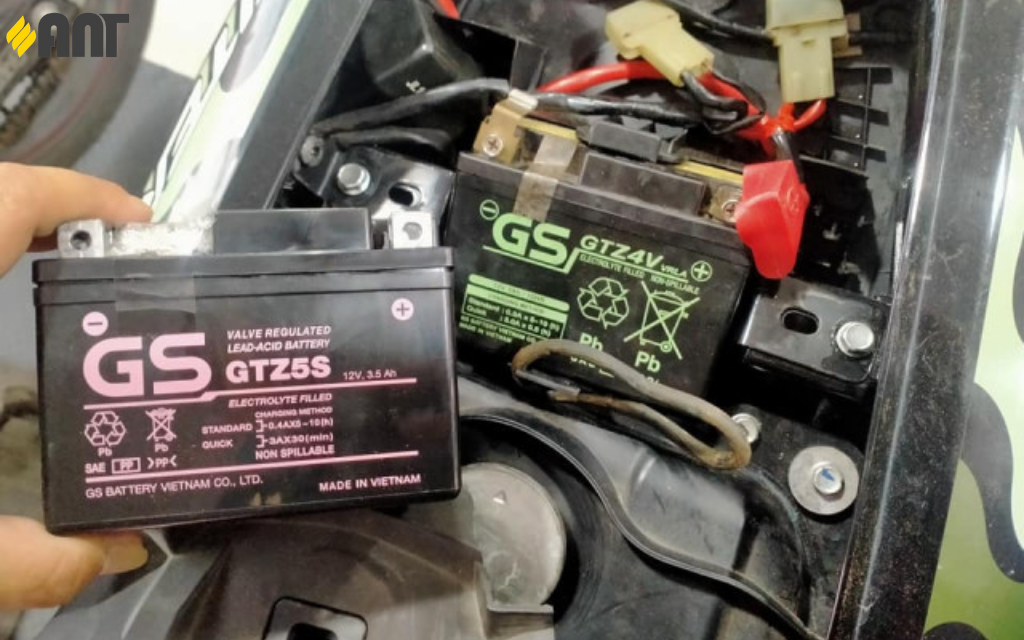 ANT
GS
VALVE REGULATED
LEAD-ACID BATTERY
GTZ5S
12V, 3.5 Ah
ELECTROLYTE FILLED
CHARGING METHOD
STANDARD 0.4AX5~10(h)
QUICK 3AX30(min)
NON SPILLABLE
Pb
Pb
SAE PP >PP<
GS BATTERY VIETNAM CO., LTD.
MADE IN VIETNAM
GS
GTZ4V VRLA
ELECTROLYTE FILLED NON-SPILLABLE
Pb
Pb